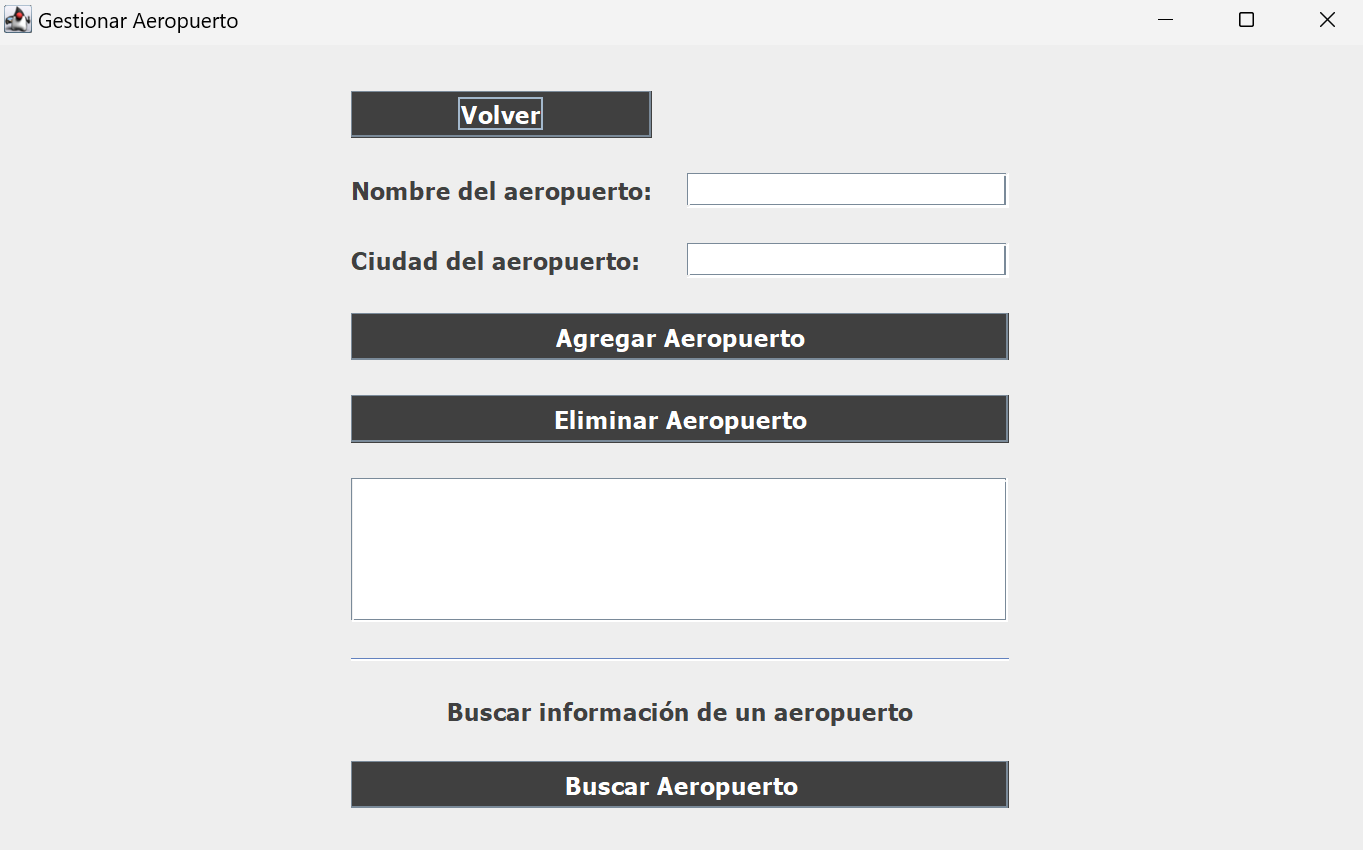 Gestionar Aeropuerto
Volver
Nombre del aeropuerto:
Ciudad del aeropuerto:
Agregar Aeropuerto
Eliminar Aeropuerto
Buscar información de un aeropuerto
Buscar Aeropuerto